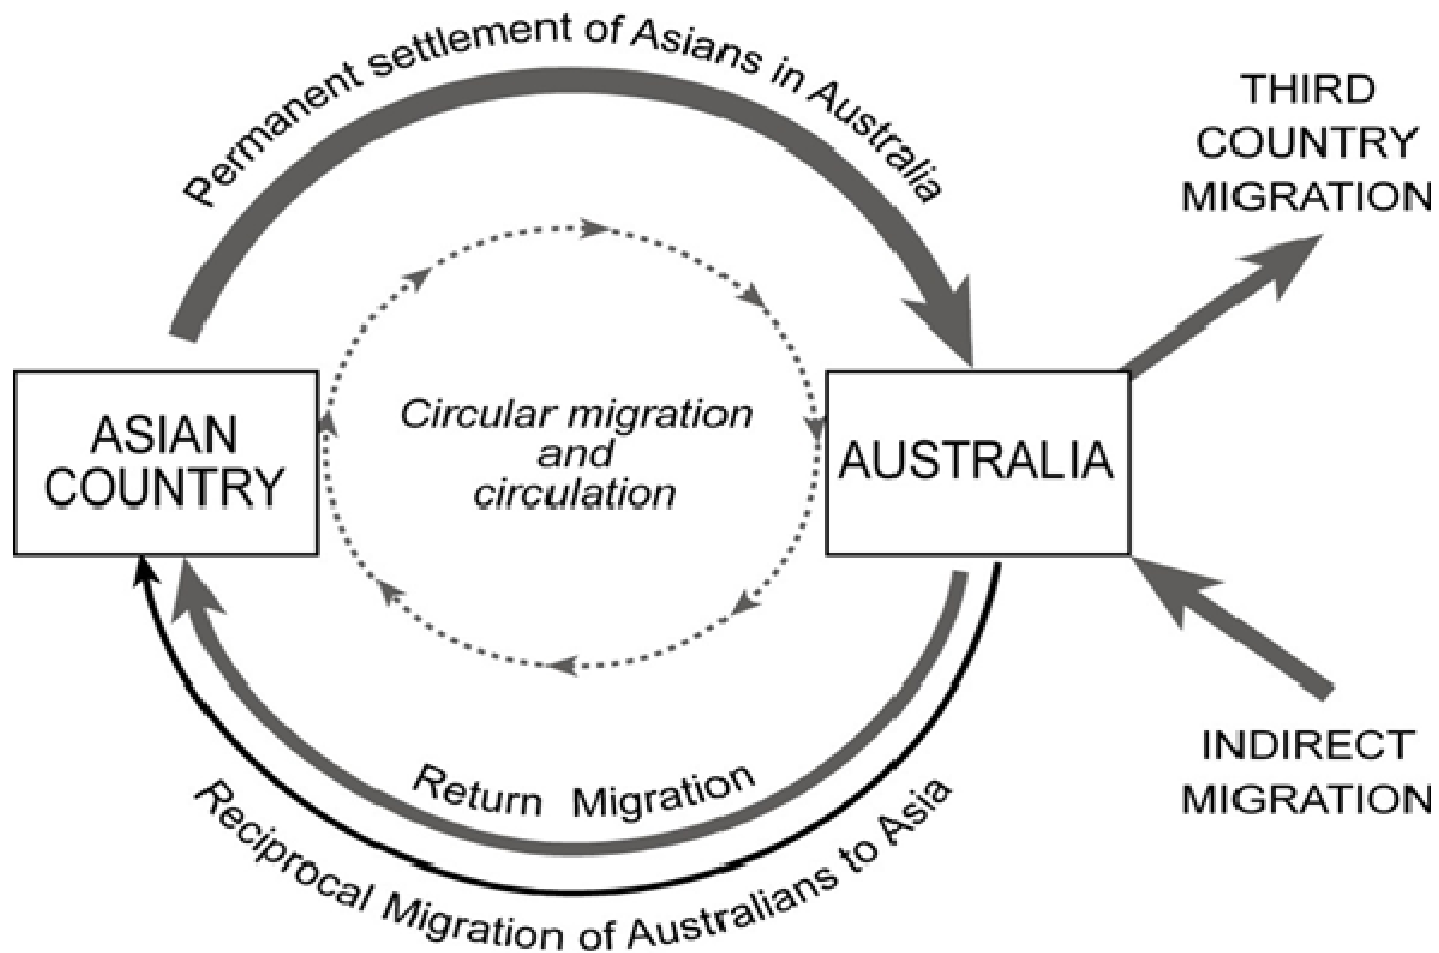 Permanent settlement of Asians in Australia
THIRD
COUNTRY
MIGRATION
ASIAN
COUNTRY
Circular migration
and
circulation
AUSTRALIA
Return Migration
Reciprocal Migration of Australians to Asia
INDIRECT
MIGRATION